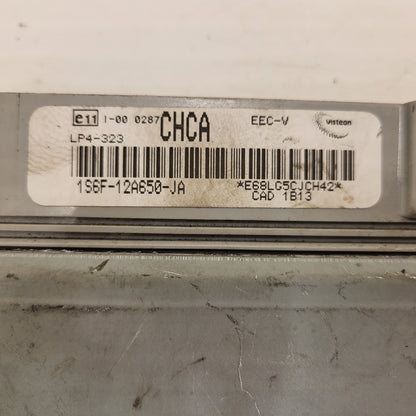 e11 1-00 0287 CHCA EEC-V Visteon
LP4-323
1S6F-12A650-JA *E68LG5CJCH42*
CAD 1B13